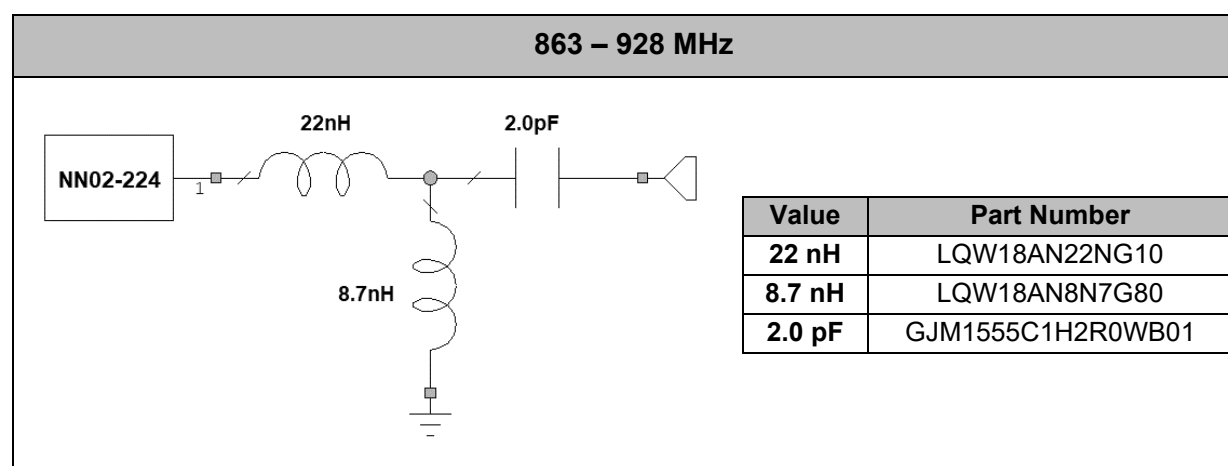 863 – 928 MHz
22nH
2.0pF
NN02-224
1
8.7nH
Value Part Number
22 nH LQW18AN22NG10
8.7 nH LQW18AN8N7G80
2.0 pF GJM1555C1H2R0WB01